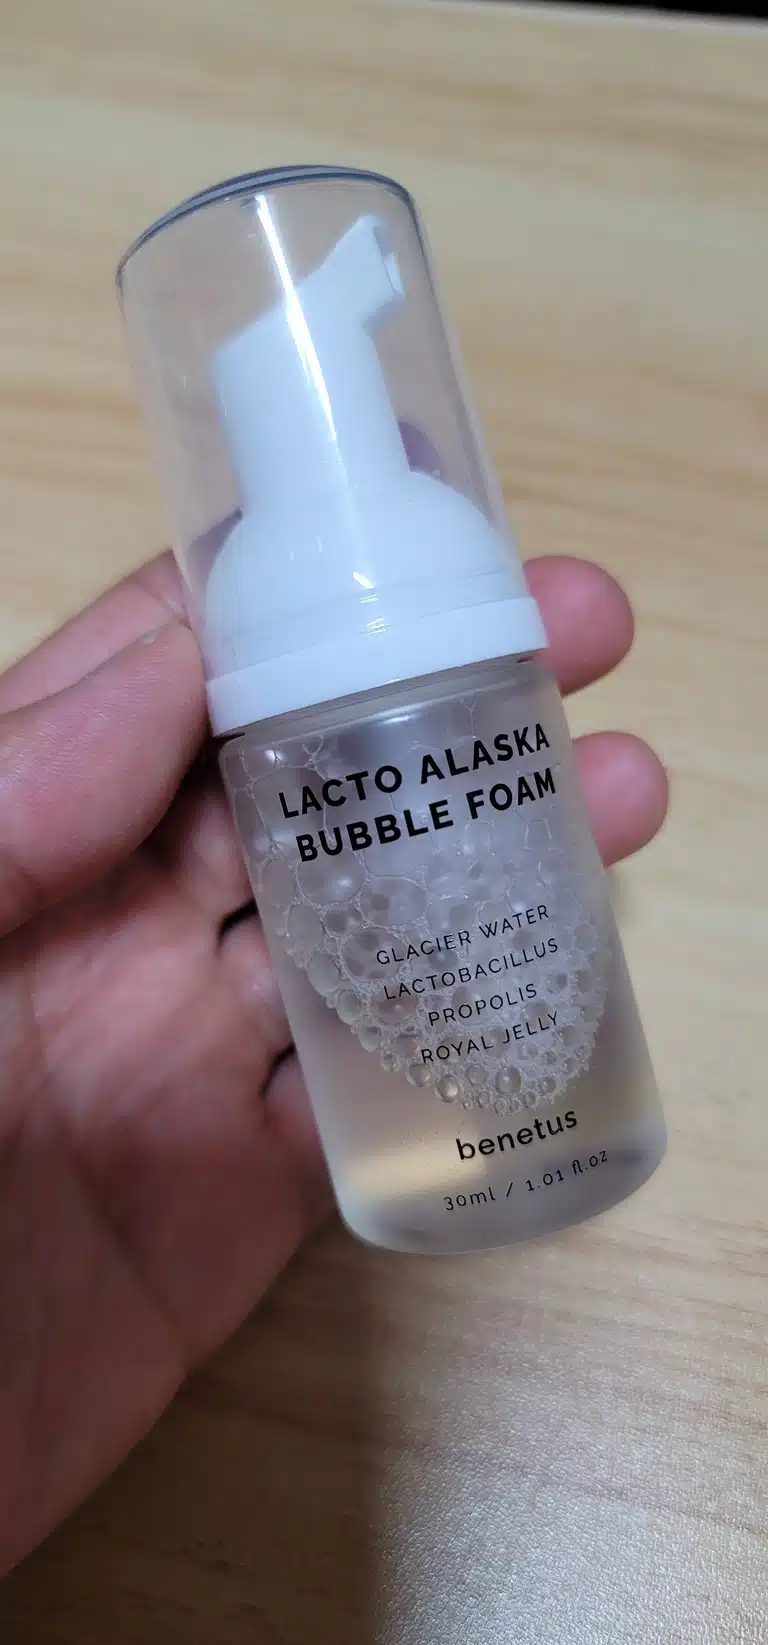 LACTO ALASKA
BUBBLE FOAM
GLACIER WATER
LACTOBACILLUS
PROPOLIS
ROYAL JELLY
benetus
30ml / 1.01 fl.oz